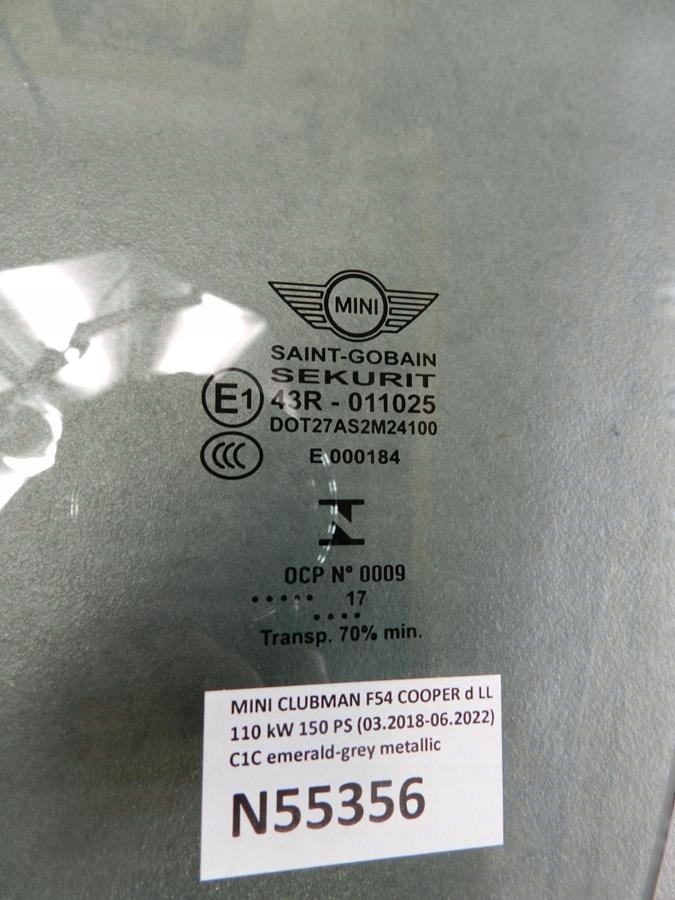 MINI
SAINT-GOBAIN
SEKURIT
E1 43R - 011025
DOT27AS2M24100
CCC E 000184
OCP N° 0009
..... 17
....
Transp. 70% min.
MINI CLUBMAN F54 COOPER d LL
110 kW 150 PS (03.2018-06.2022)
C1C emerald-grey metallic
N55356